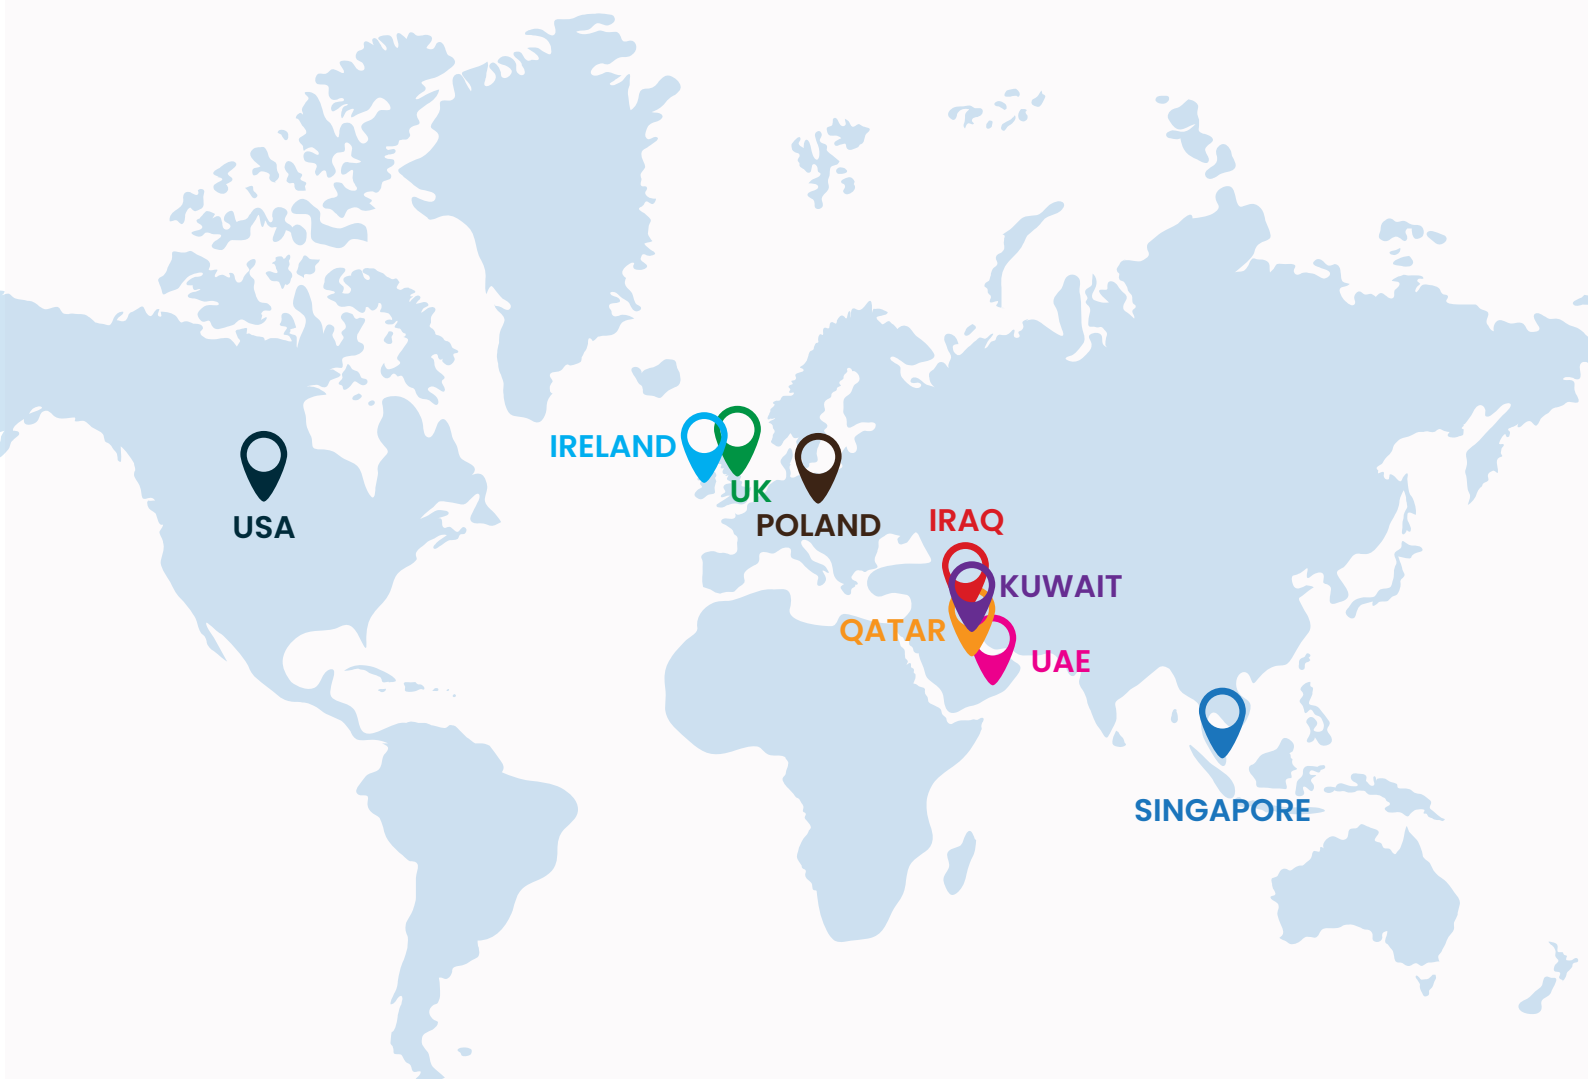 IRELAND
UK
USA
POLAND
IRAQ
KUWAIT
QATAR
UAE
SINGAPORE